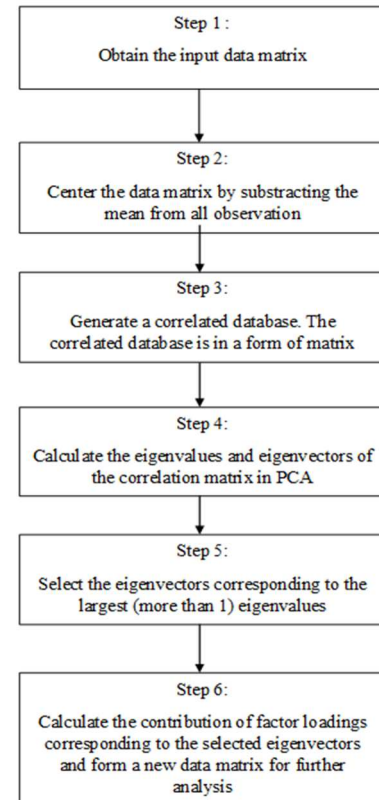 Step 1 :
Obtain the input data matrix
Step 2:
Center the data matrix by substracting the
mean from all observation
Step 3:
Generate a correlated database. The
correlated database is in a form of matrix
Step 4:
Calculate the eigenvalues and eigenvectors of
the correlation matrix in PCA
Step 5:
Select the eigenvectors corresponding to the
largest (more than 1) eigenvalues
Step 6:
Calculate the contribution of factor loadings
corresponding to the selected eigenvectors
and form a new data matrix for further
analysis